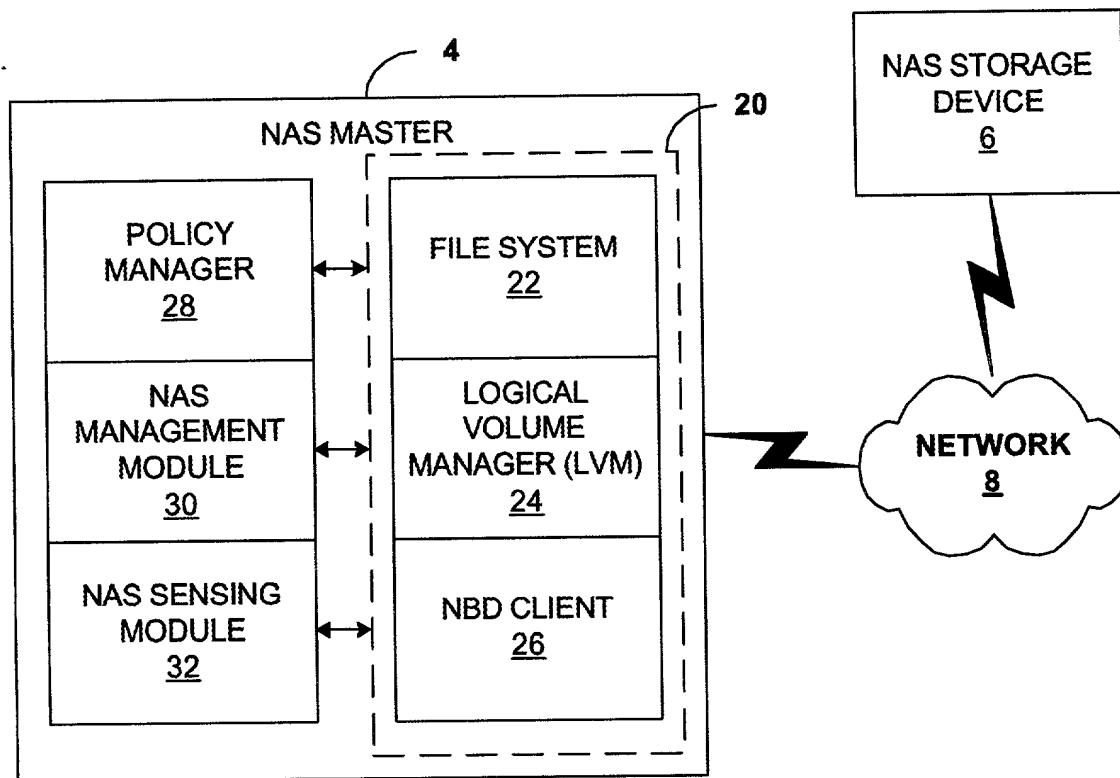 4
NAS STORAGE
DEVICE
6
20
NAS MASTER
POLICY
MANAGER
28
FILE SYSTEM
22
NAS
MANAGEMENT
MODULE
30
LOGICAL
VOLUME
MANAGER (LVM)
24
NAS SENSING
MODULE
32
NBD CLIENT
26
NETWORK
8